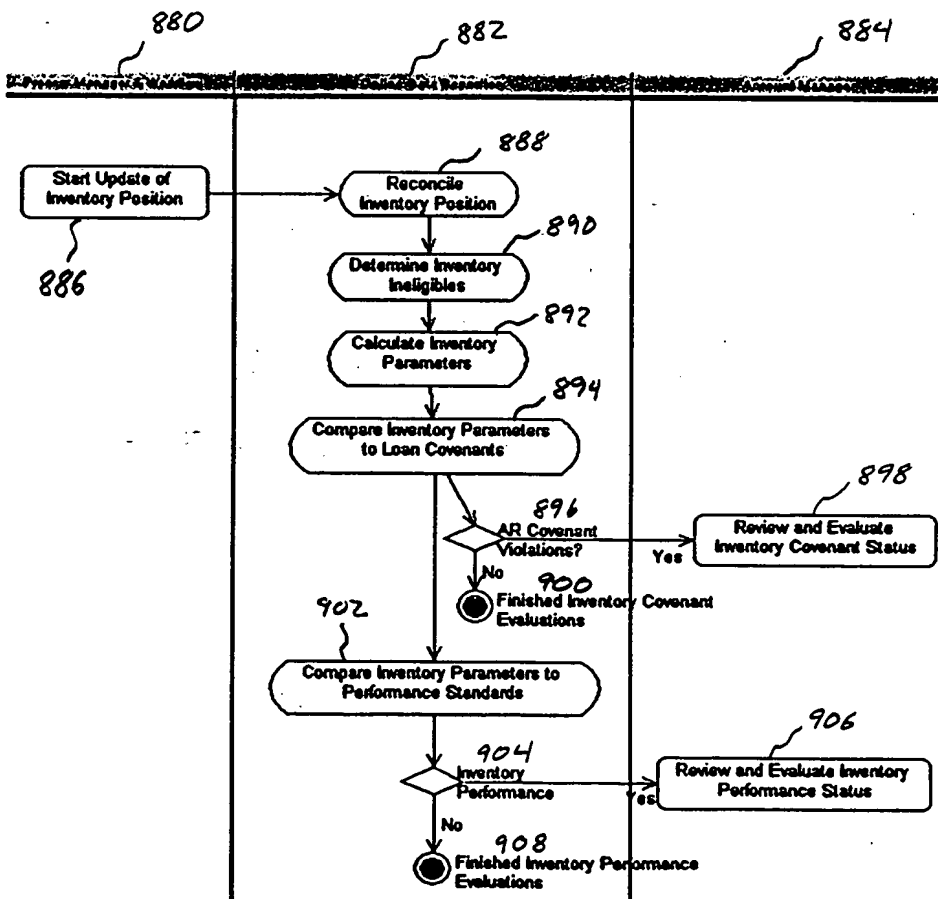 880
882
884
Account Manager
888
Start Update of
Inventory Position
Reconcile
Inventory Position
886
890
Determine Inventory
Ineligibles
892
Calculate Inventory
Parameters
894
Compare Inventory Parameters
to Loan Covenants
896
898
AR Covenant
Violations?
Yes
Review and Evaluate
Inventory Covenant Status
No
900
Finished Inventory Covenant
Evaluations
902
Compare Inventory Parameters to
Performance Standards
904
906
Inventory
Performance
Yes
Review and Evaluate Inventory
Performance Status
No
908
Finished Inventory Performance
Evaluations